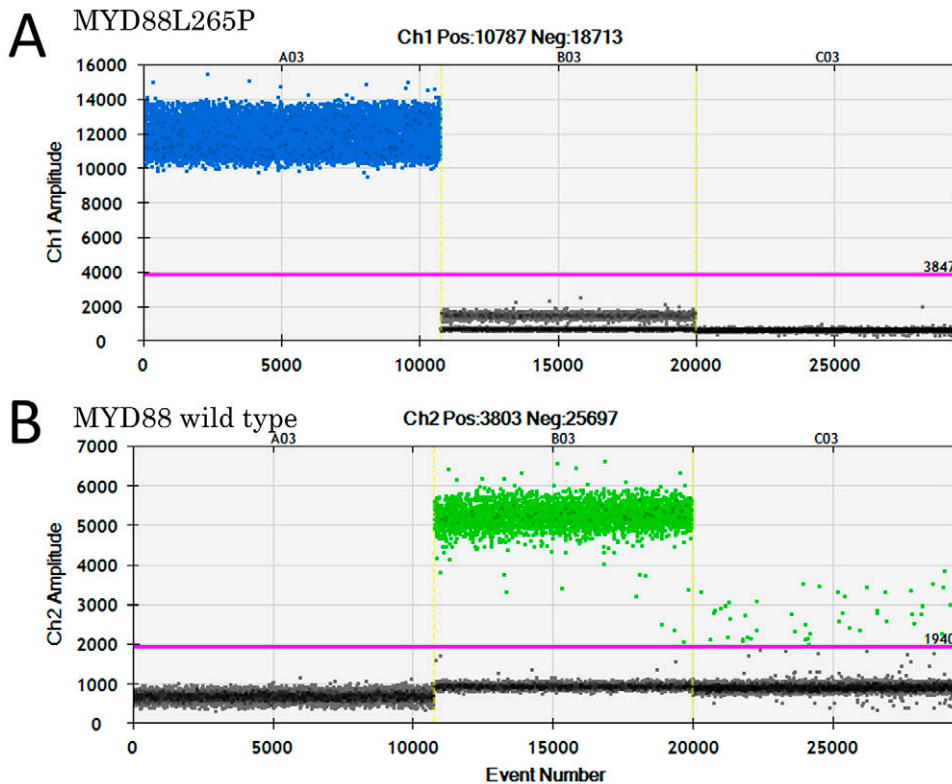 A MYD88L265P
Ch1 Pos:10787 Neg:18713
A03 B03 C03
16000
14000
12000
10000
8000
6000
4000
2000
0
Ch1 Amplitude
3847
0 5000 10000 15000 20000 25000
B MYD88 wild type
Ch2 Pos:3803 Neg:25697
A03 B03 C03
7000
6000
5000
4000
3000
2000
1000
0
Ch2 Amplitude
1940
0 5000 10000 15000 20000 25000
Event Number